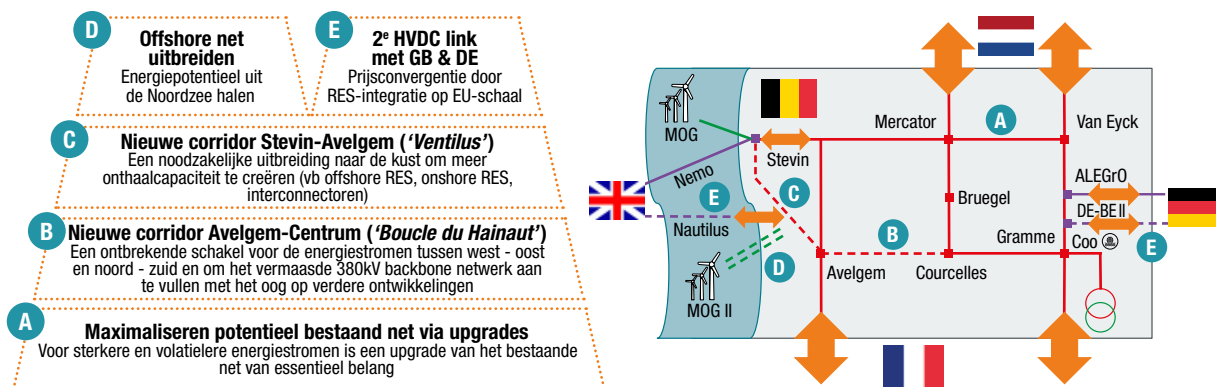 D
Offshore net
uitbreiden
Energiepotentieel uit
de Noordzee halen
E
2e HVDC link
met GB & DE
Prijsconvergentie door
RES-integratie op EU-schaal
C
Nieuwe corridor Stevin-Avelgem ('Ventilus')
Een noodzakelijke uitbreiding naar de kust om meer
onthaalcapaciteit te creëren (vb offshore RES, onshore RES,
interconnectoren)
B
Nieuwe corridor Avelgem-Centrum ('Boucle du Hainaut')
Een ontbrekende schakel voor de energiestromen tussen west - oost
en noord - zuid en om het vermaasde 380kV backbone netwerk aan
te vullen met het oog op verdere ontwikkelingen
A
Maximaliseren potentieel bestaand net via upgrades
Voor sterkere en volatielere energiestromen is een upgrade van het bestaande
net van essentieel belang
MOG
Stevin
Mercator
A
Van Eyck
Nemo
C
ALEGrO
E
Bruegel
DE-BE II
Nautilus
B
Gramme
Coo
E
D
Avelgem
Courcelles
MOG II